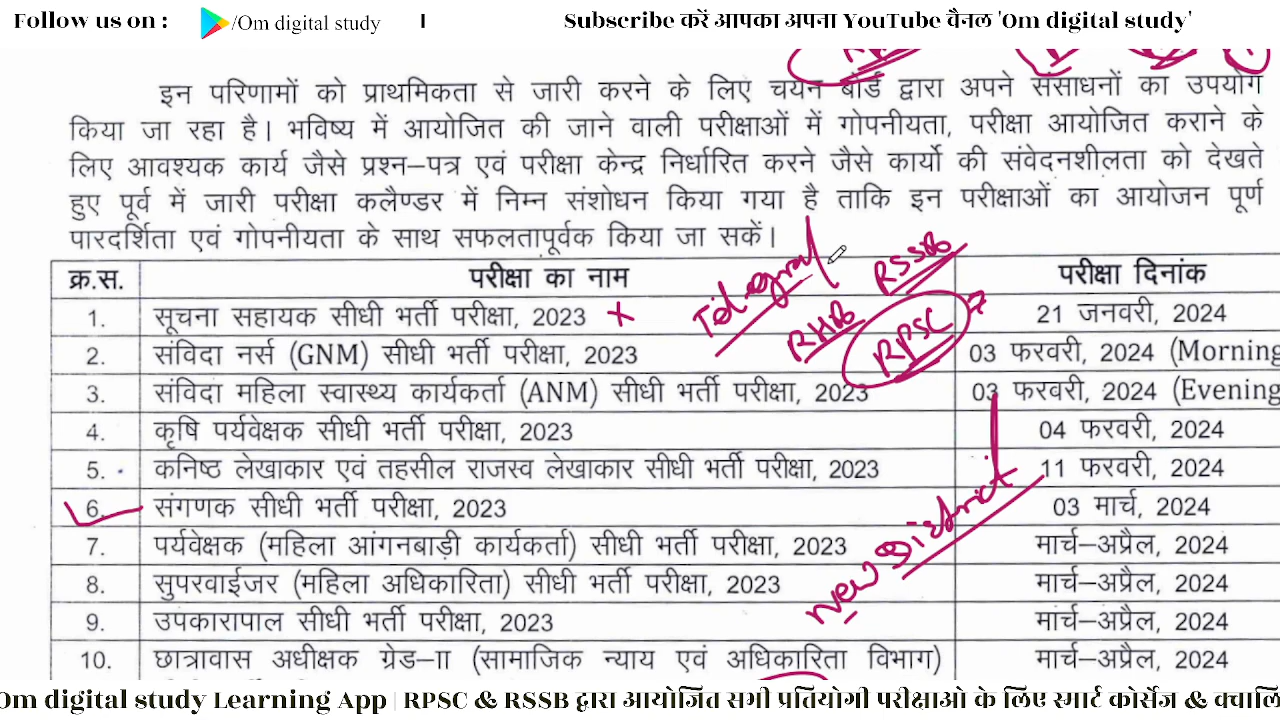 Follow us on : /Om digital study I Subscribe करें आपका अपना YouTube चैनल 'Om digital study'
इन परिणामों को प्राथमिकता से जारी करने के लिए चयन बोर्ड द्वारा अपने संसाधनों का उपयोग
किया जा रहा है। भविष्य में आयोजित की जाने वाली परीक्षाओं में गोपनीयता, परीक्षा आयोजित कराने के
लिए आवश्यक कार्य जैसे प्रश्न–पत्र एवं परीक्षा केन्द्र निर्धारित करने जैसे कार्यो की संवेदनशीलता को देखते
हुए पूर्व में जारी परीक्षा कलैण्डर में निम्न संशोधन किया गया है ताकि इन परीक्षाओं का आयोजन पूर्ण
पारदर्शिता एवं गोपनीयता के साथ सफलतापूर्वक किया जा सकें।
क्र.स. परीक्षा का नाम परीक्षा दिनांक
RSSB
RHB
RPSC
1. सूचना सहायक सीधी भर्ती परीक्षा, 2023 21 जनवरी, 2024
2. संविदा नर्स (GNM) सीधी भर्ती परीक्षा, 2023 03 फरवरी, 2024 (Morning
3. संविदा महिला स्वास्थ्य कार्यकर्ता (ANM) सीधी भर्ती परीक्षा, 2023 03 फरवरी, 2024 (Evening
4. कृषि पर्यवेक्षक सीधी भर्ती परीक्षा, 2023 04 फरवरी, 2024
5. कनिष्ठ लेखाकार एवं तहसील राजस्व लेखाकार सीधी भर्ती परीक्षा, 2023 11 फरवरी, 2024
6. संगणक सीधी भर्ती परीक्षा, 2023 03 मार्च, 2024
New District
7. पर्यवेक्षक (महिला आंगनबाड़ी कार्यकर्ता) सीधी भर्ती परीक्षा, 2023 मार्च–अप्रैल, 2024
8. सुपरवाईजर (महिला अधिकारिता) सीधी भर्ती परीक्षा, 2023 मार्च–अप्रैल, 2024
9. उपकारापाल सीधी भर्ती परीक्षा, 2023 मार्च–अप्रैल, 2024
10. छात्रावास अधीक्षक ग्रेड–II (सामाजिक न्याय एवं अधिकारिता विभाग) मार्च–अप्रैल, 2024
Om digital study Learning App | RPSC & RSSB द्वारा आयोजित सभी प्रतियोगी परीक्षाओ के लिए स्मार्ट कोर्सेज & क्वालि